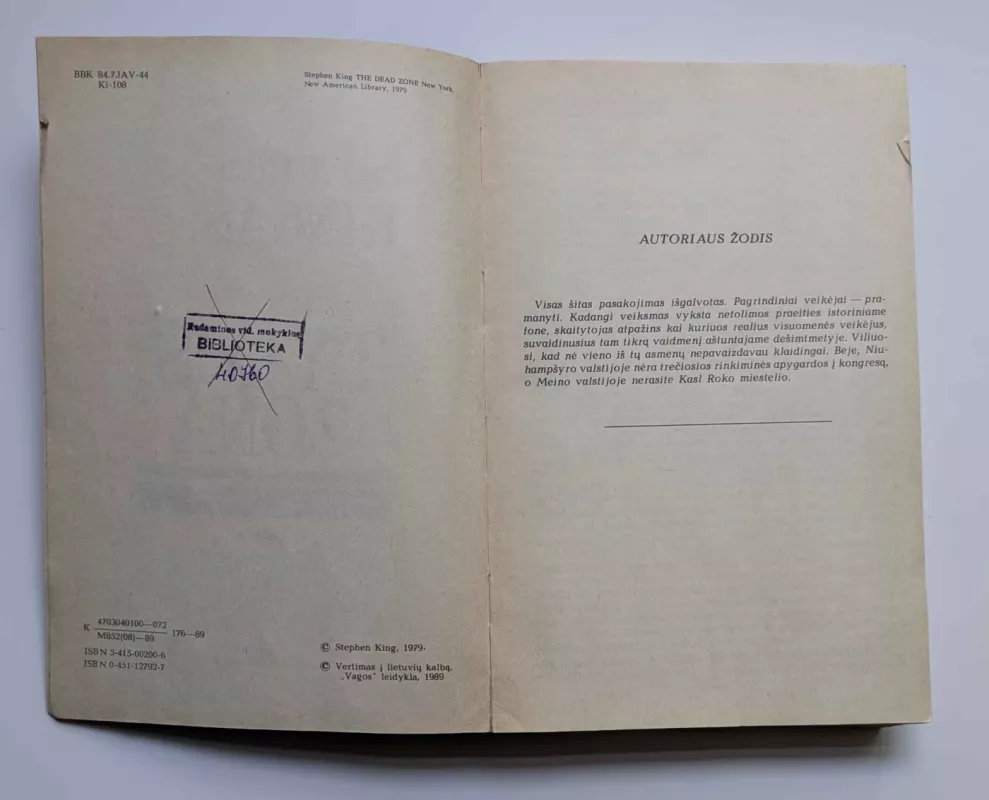 BBK 84.7JAV-44
Ki-108
Stephen King THE DEAD ZONE New York,
New American Library, 1979
Rudaminos vid. mokyklos
BIBLIOTEKA
40760
K 4703040100—072
M852(08)—89
176—89
ISBN 5-415-00200-6
ISBN 0-451-12792-7
© Stephen King, 1979.
© Vertimas į lietuvių kalbą,
„Vagos" leidykla, 1989
AUTORIAUS ŽODIS
Visas šitas pasakojimas išgalvotas. Pagrindiniai veikėjai — pra-
manyti. Kadangi veiksmas vyksta netolimos praeities istoriniame
fone, skaitytojas atpažins kai kuriuos realius visuomenės veikėjus,
suvaidinusius tam tikrą vaidmenį aštuntajame dešimtmetyje. Viliuo-
si, kad nė vieno iš tų asmenų nepavaizdavau klaidingai. Beje, Niu-
hampšyro valstijoje nėra trečiosios rinkiminės apygardos į kongresą,
o Meino valstijoje nerasite Kasl Roko miestelio.